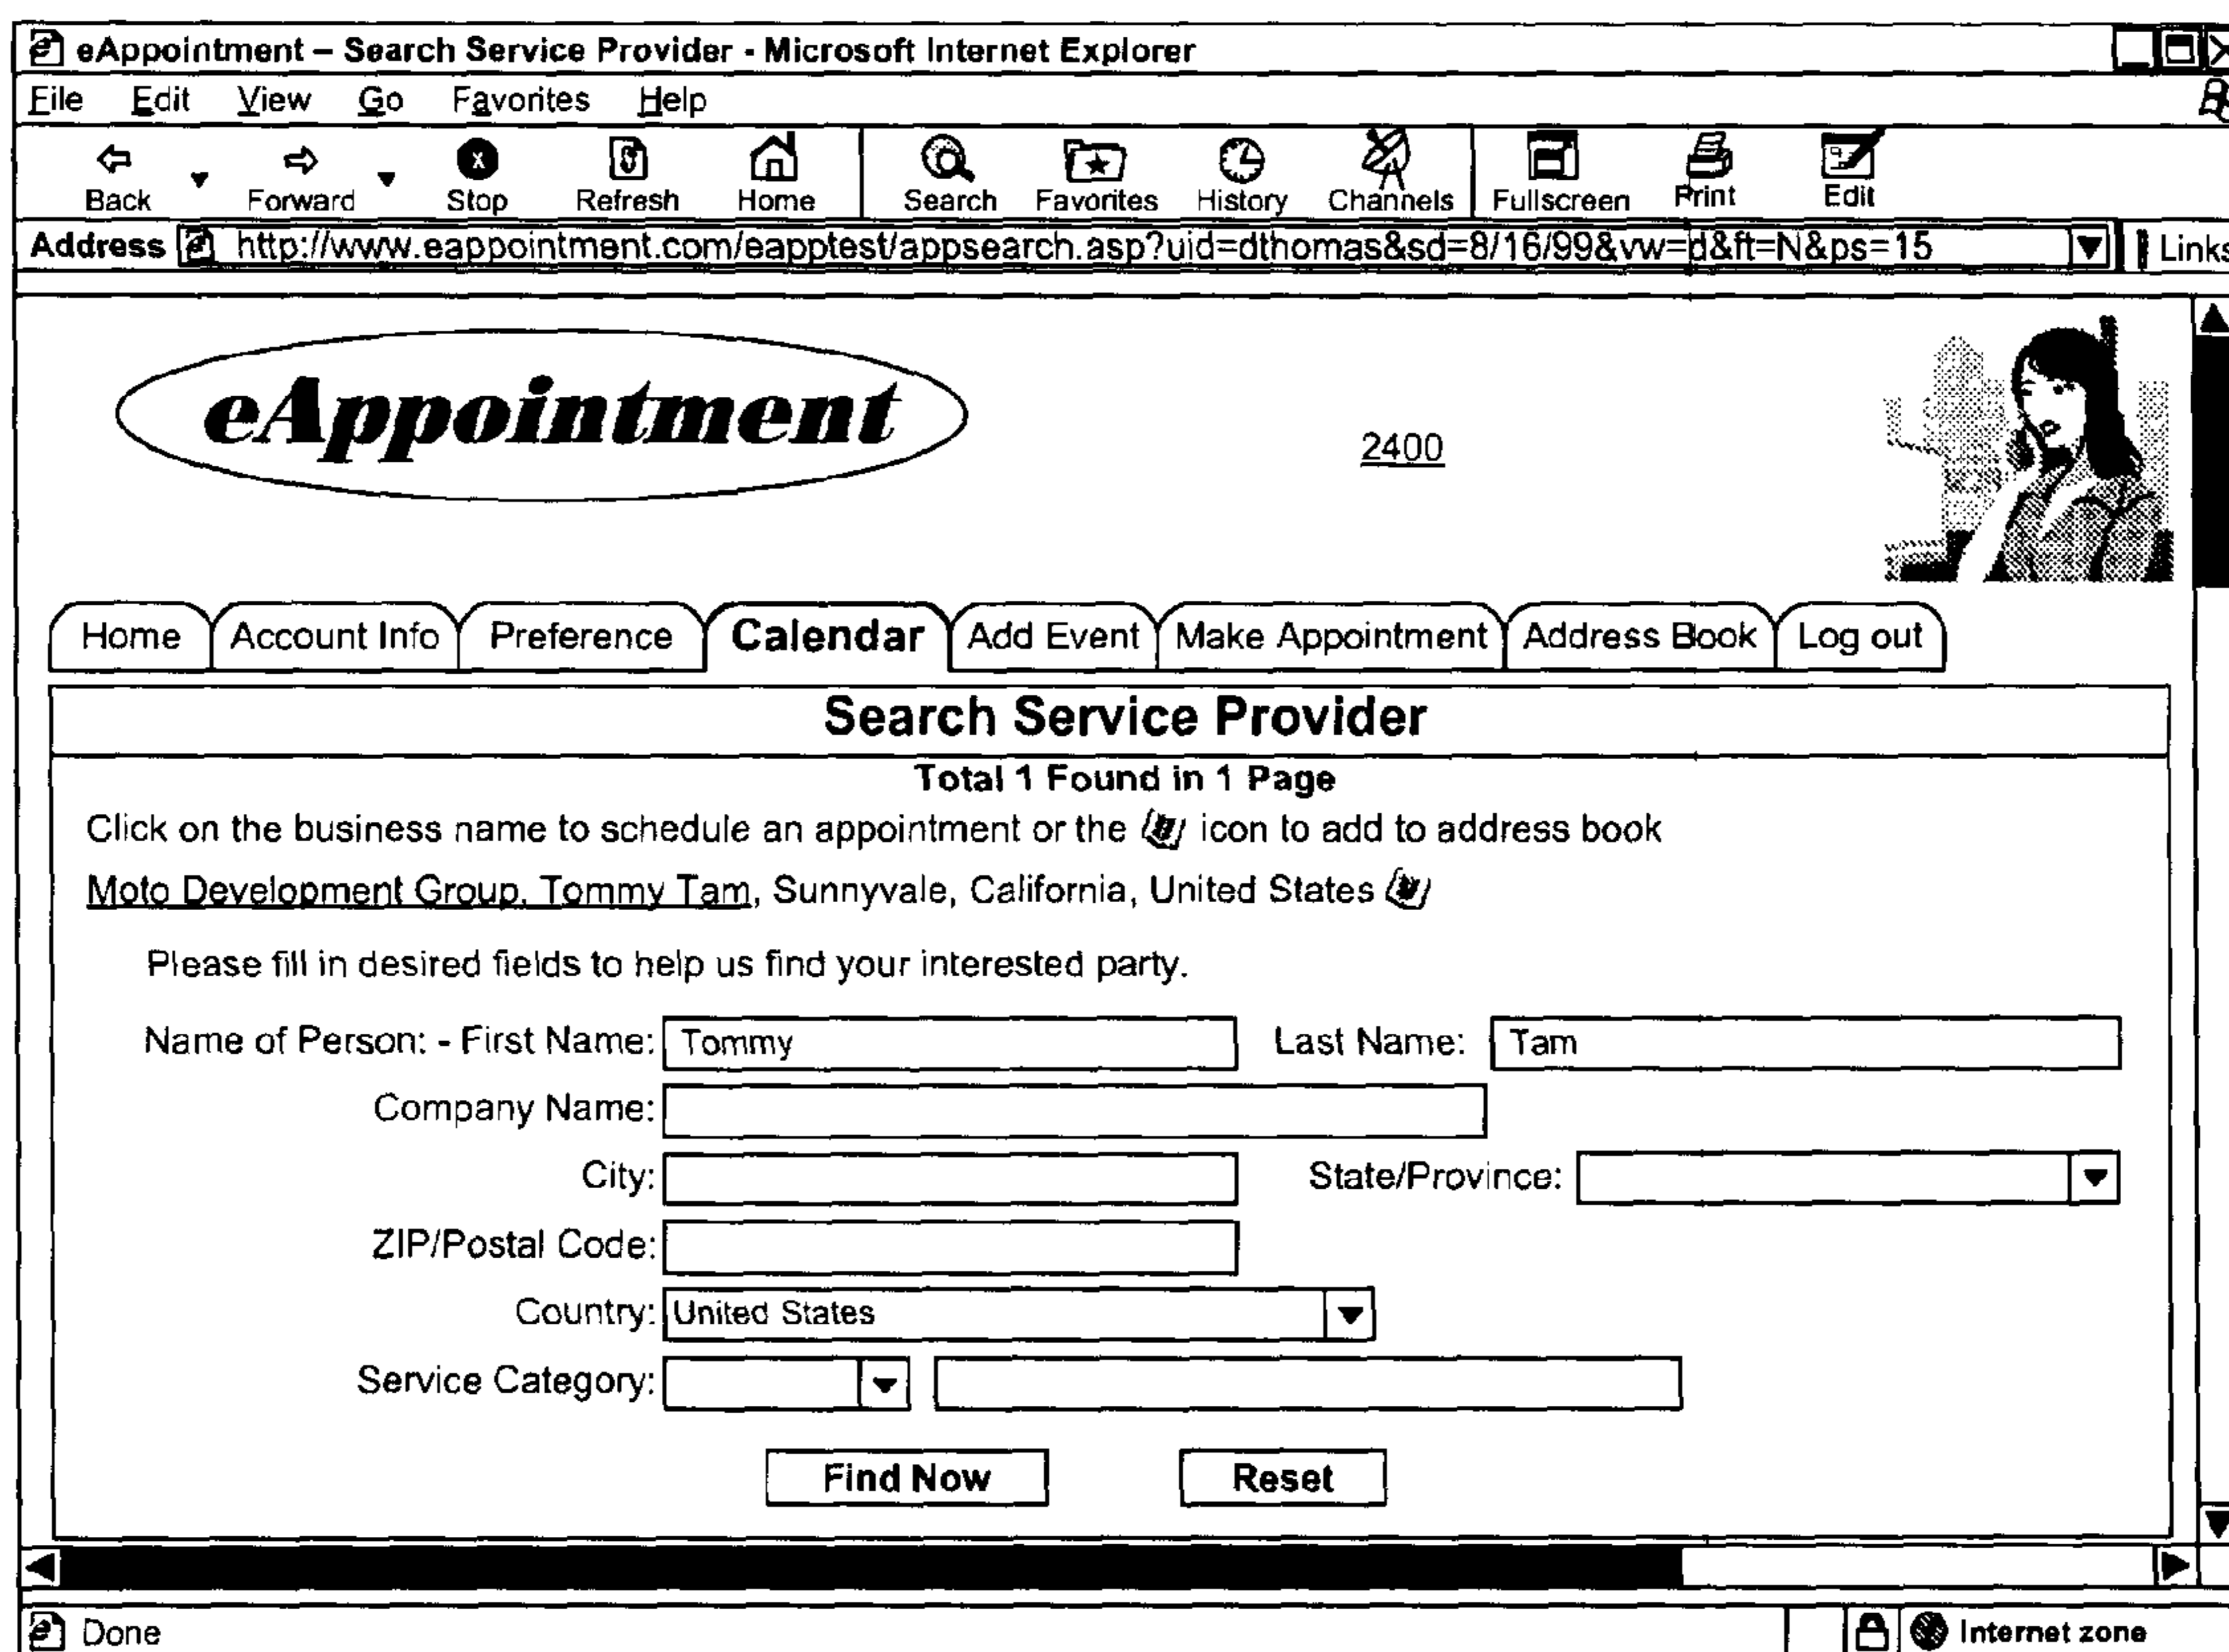 eAppointment – Search Service Provider - Microsoft Internet Explorer
File Edit View Go Favorites Help
Back Forward Stop Refresh Home Search Favorites History Channels Fullscreen Print Edit
Address http://www.eappointment.com/eapptest/appsearch.asp?uid=dthomas&sd=8/16/99&vw=d&ft=N&ps=15 Links
eAppointment
2400
Home Account Info Preference Calendar Add Event Make Appointment Address Book Log out
Search Service Provider
Total 1 Found in 1 Page
Click on the business name to schedule an appointment or the icon to add to address book
Moto Development Group, Tommy Tam, Sunnyvale, California, United States
Please fill in desired fields to help us find your interested party.
Name of Person: - First Name: Tommy Last Name: Tam
Company Name:
City: State/Province:
ZIP/Postal Code:
Country: United States
Service Category:
Find Now Reset
Done Internet zone